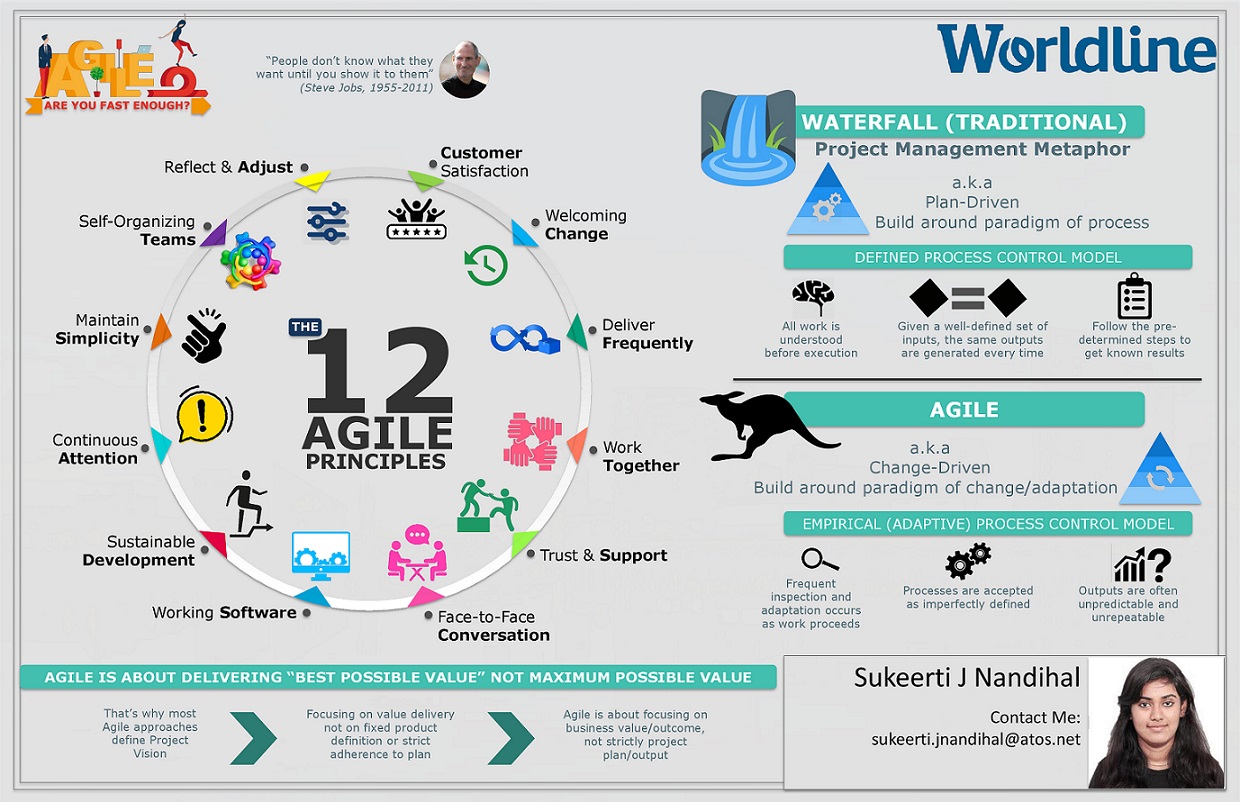 AGILE
ARE YOU FAST ENOUGH?
“People don’t know what they
want until you show it to them”
(Steve Jobs, 1955-2011)
Worldline
Reflect & Adjust
Customer
Satisfaction
Self-Organizing
Teams
Welcoming
Change
Maintain
Simplicity
Deliver
Frequently
THE
12
AGILE
PRINCIPLES
Continuous
Attention
Work
Together
Sustainable
Development
Trust & Support
Working Software
Face-to-Face
Conversation
WATERFALL (TRADITIONAL)
Project Management Metaphor
a.k.a
Plan-Driven
Build around paradigm of process
DEFINED PROCESS CONTROL MODEL
All work is
understood
before execution
Given a well-defined set of
inputs, the same outputs
are generated every time
Follow the pre-
determined steps to
get known results
AGILE
a.k.a
Change-Driven
Build around paradigm of change/adaptation
EMPIRICAL (ADAPTIVE) PROCESS CONTROL MODEL
Frequent
inspection and
adaptation occurs
as work proceeds
Processes are accepted
as imperfectly defined
Outputs are often
unpredictable and
unrepeatable
AGILE IS ABOUT DELIVERING “BEST POSSIBLE VALUE” NOT MAXIMUM POSSIBLE VALUE
That’s why most
Agile approaches
define Project
Vision
Focusing on value delivery
not on fixed product
definition or strict
adherence to plan
Agile is about focusing on
business value/outcome,
not strictly project
plan/output
Sukeerti J Nandihal
Contact Me:
sukeerti.jnandihal@atos.net